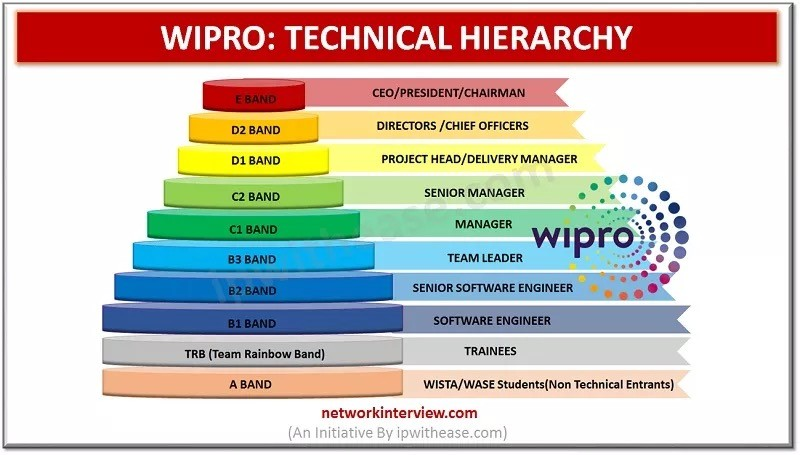 WIPRO: TECHNICAL HIERARCHY
E BAND CEO/PRESIDENT/CHAIRMAN
D2 BAND DIRECTORS /CHIEF OFFICERS
D1 BAND PROJECT HEAD/DELIVERY MANAGER
C2 BAND SENIOR MANAGER
C1 BAND MANAGER
wipro
B3 BAND TEAM LEADER
B2 BAND SENIOR SOFTWARE ENGINEER
B1 BAND SOFTWARE ENGINEER
TRB (Team Rainbow Band) TRAINEES
A BAND WISTA/WASE Students(Non Technical Entrants)
networkinterview.com
(An Initiative By ipwithease.com)
ipwithease.com